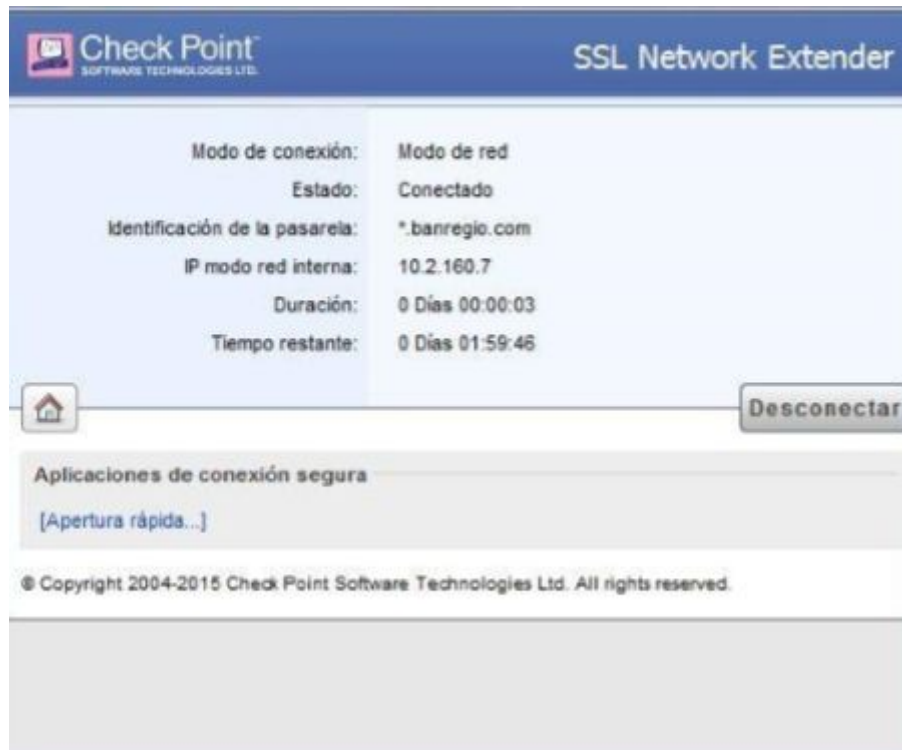 Check Point™
SOFTWARE TECHNOLOGIES LTD.
SSL Network Extender
Modo de conexión: Modo de red
Estado: Conectado
Identificación de la pasarela: *.banregio.com
IP modo red interna: 10.2.160.7
Duración: 0 Días 00:00:03
Tiempo restante: 0 Días 01:59:46
Desconectar
Aplicaciones de conexión segura
[Apertura rápida...]
© Copyright 2004-2015 Check Point Software Technologies Ltd. All rights reserved.